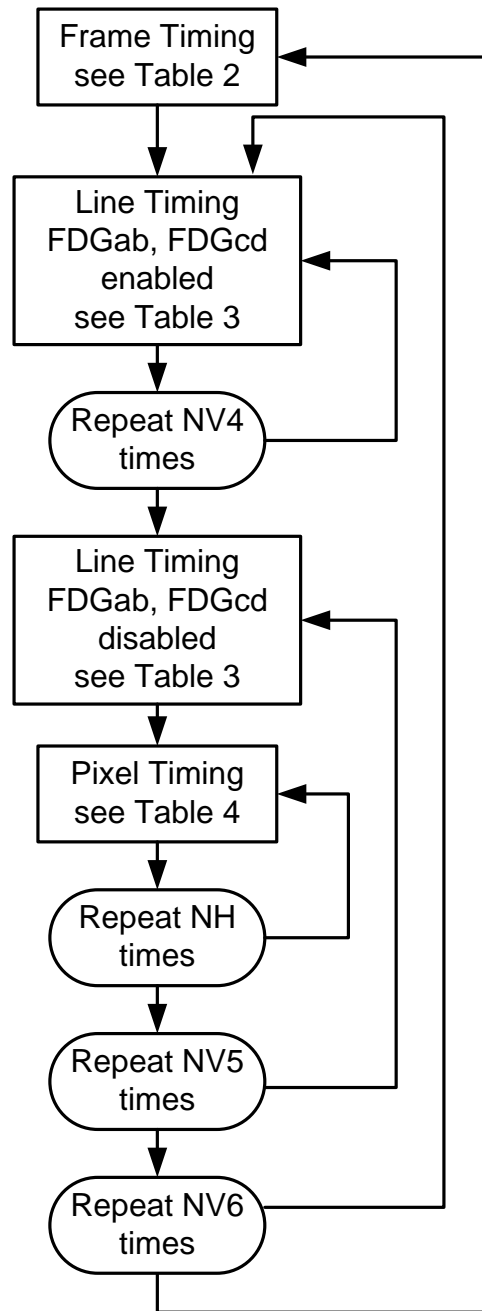 Frame Timing
see Table 2
Line Timing
FDGab, FDGcd
enabled
see Table 3
Repeat NV4
times
Line Timing
FDGab, FDGcd
disabled
see Table 3
Pixel Timing
see Table 4
Repeat NH
times
Repeat NV5
times
Repeat NV6
times